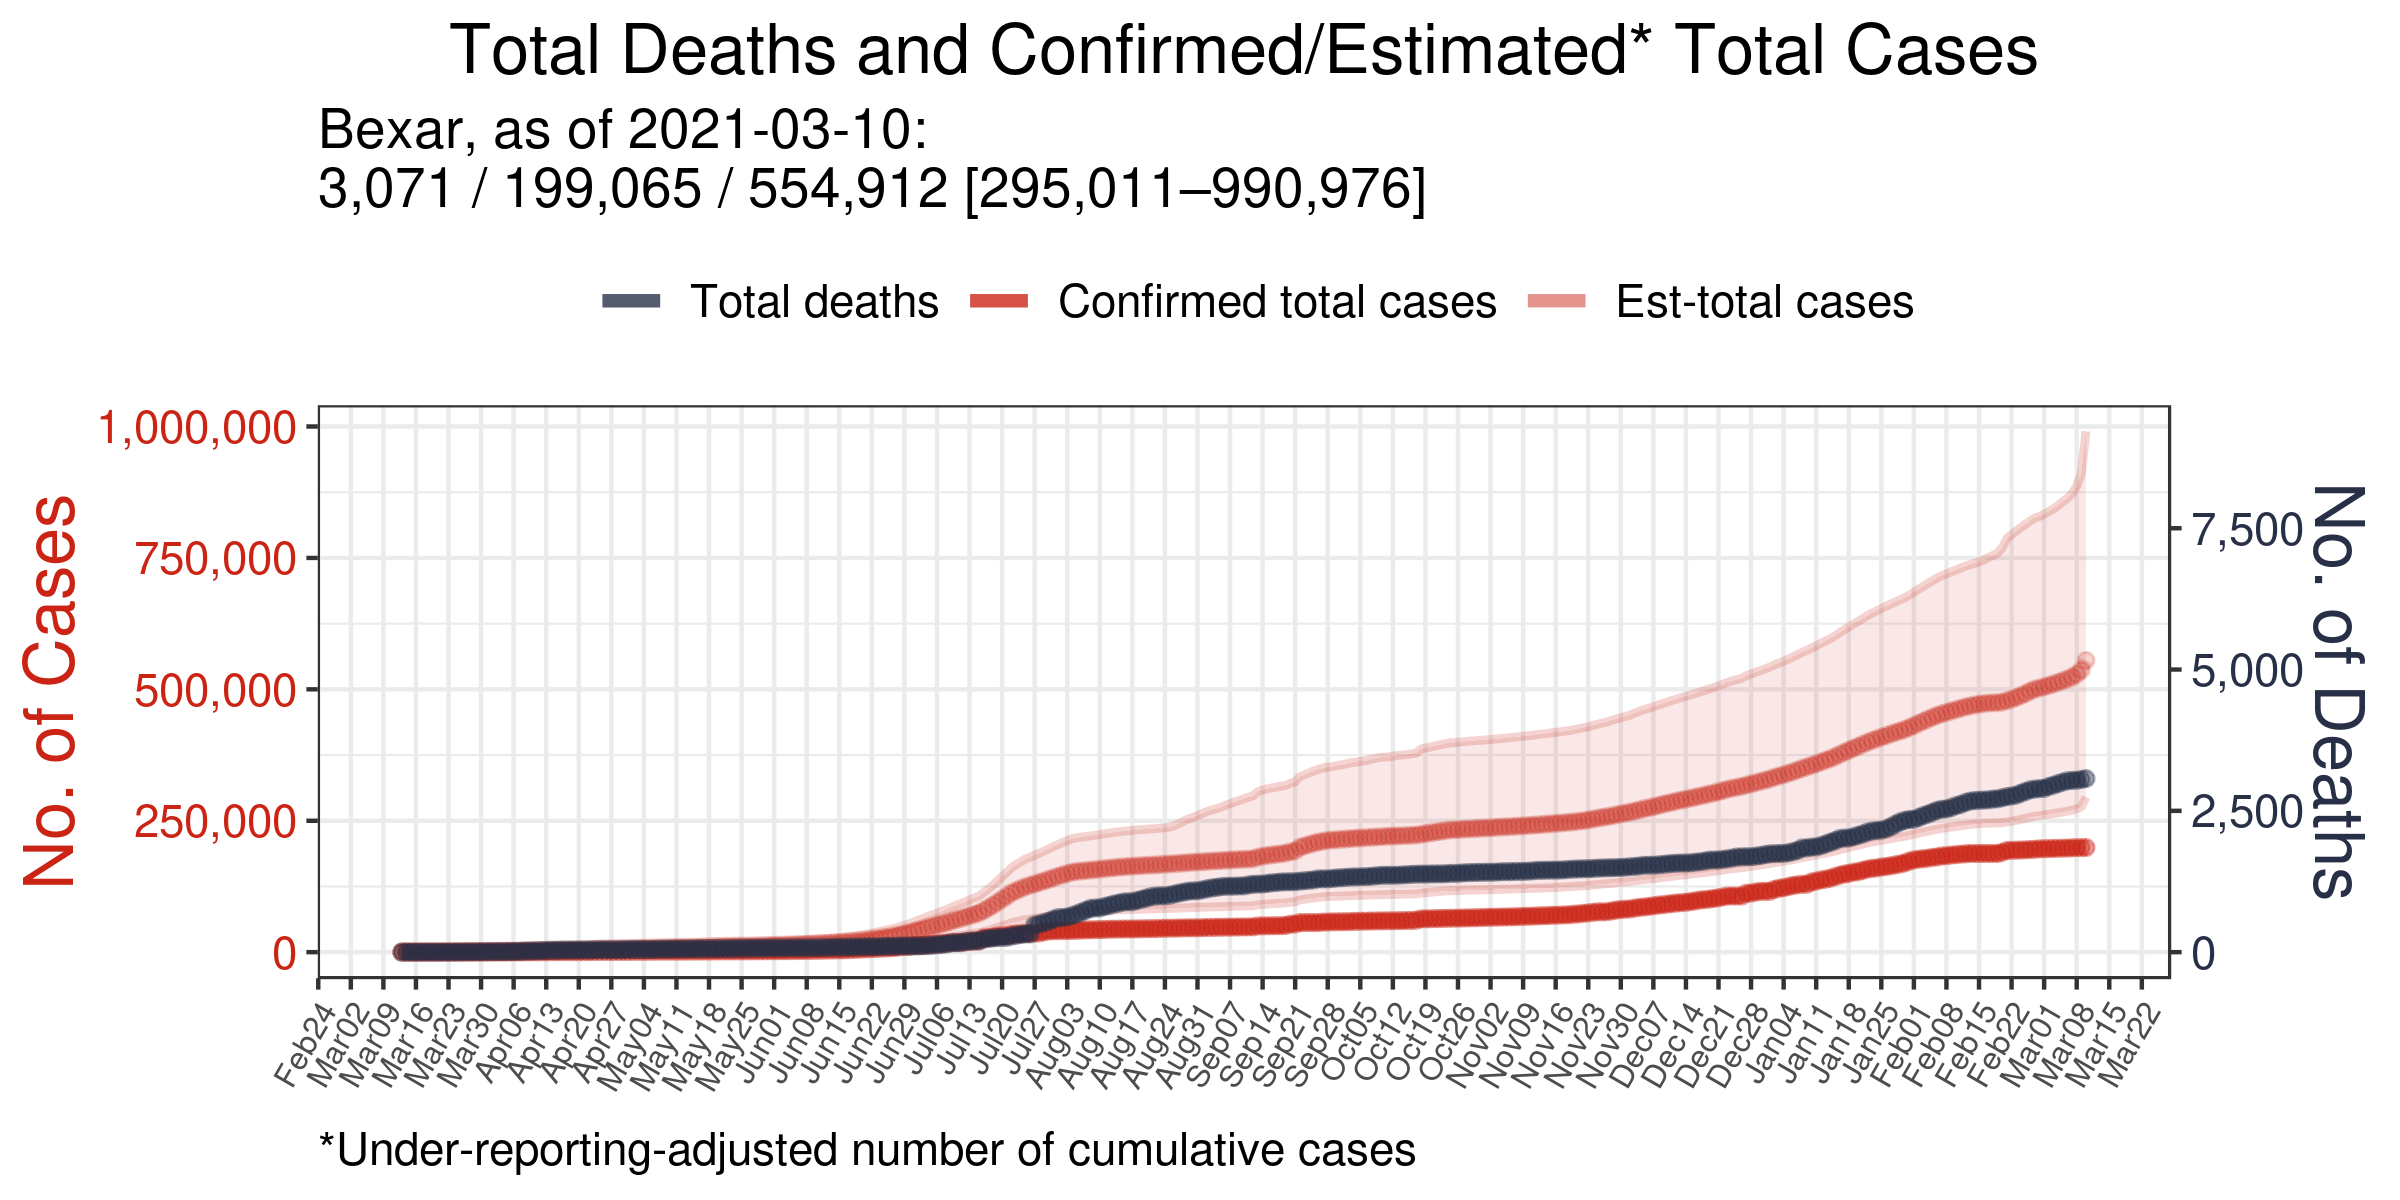 Total Deaths and Confirmed/Estimated* Total Cases
Bexar, as of 2021-03-10:
3,071 / 199,065 / 554,912 [295,011–990,976]
Total deaths
Confirmed total cases
Est-total cases
No. of Cases
1,000,000
750,000
500,000
250,000
0
7,500
5,000
2,500
0
No. of Deaths
Feb24
Mar02
Mar09
Mar16
Mar23
Mar30
Apr06
Apr13
Apr20
Apr27
May04
May11
May18
May25
Jun01
Jun08
Jun15
Jun22
Jun29
Jul06
Jul13
Jul20
Jul27
Aug03
Aug10
Aug17
Aug24
Aug31
Sep07
Sep14
Sep21
Sep28
Oct05
Oct12
Oct19
Oct26
Nov02
Nov09
Nov16
Nov23
Nov30
Dec07
Dec14
Dec21
Dec28
Jan04
Jan11
Jan18
Jan25
Feb01
Feb08
Feb15
Feb22
Mar01
Mar08
Mar15
Mar22
*Under-reporting-adjusted number of cumulative cases